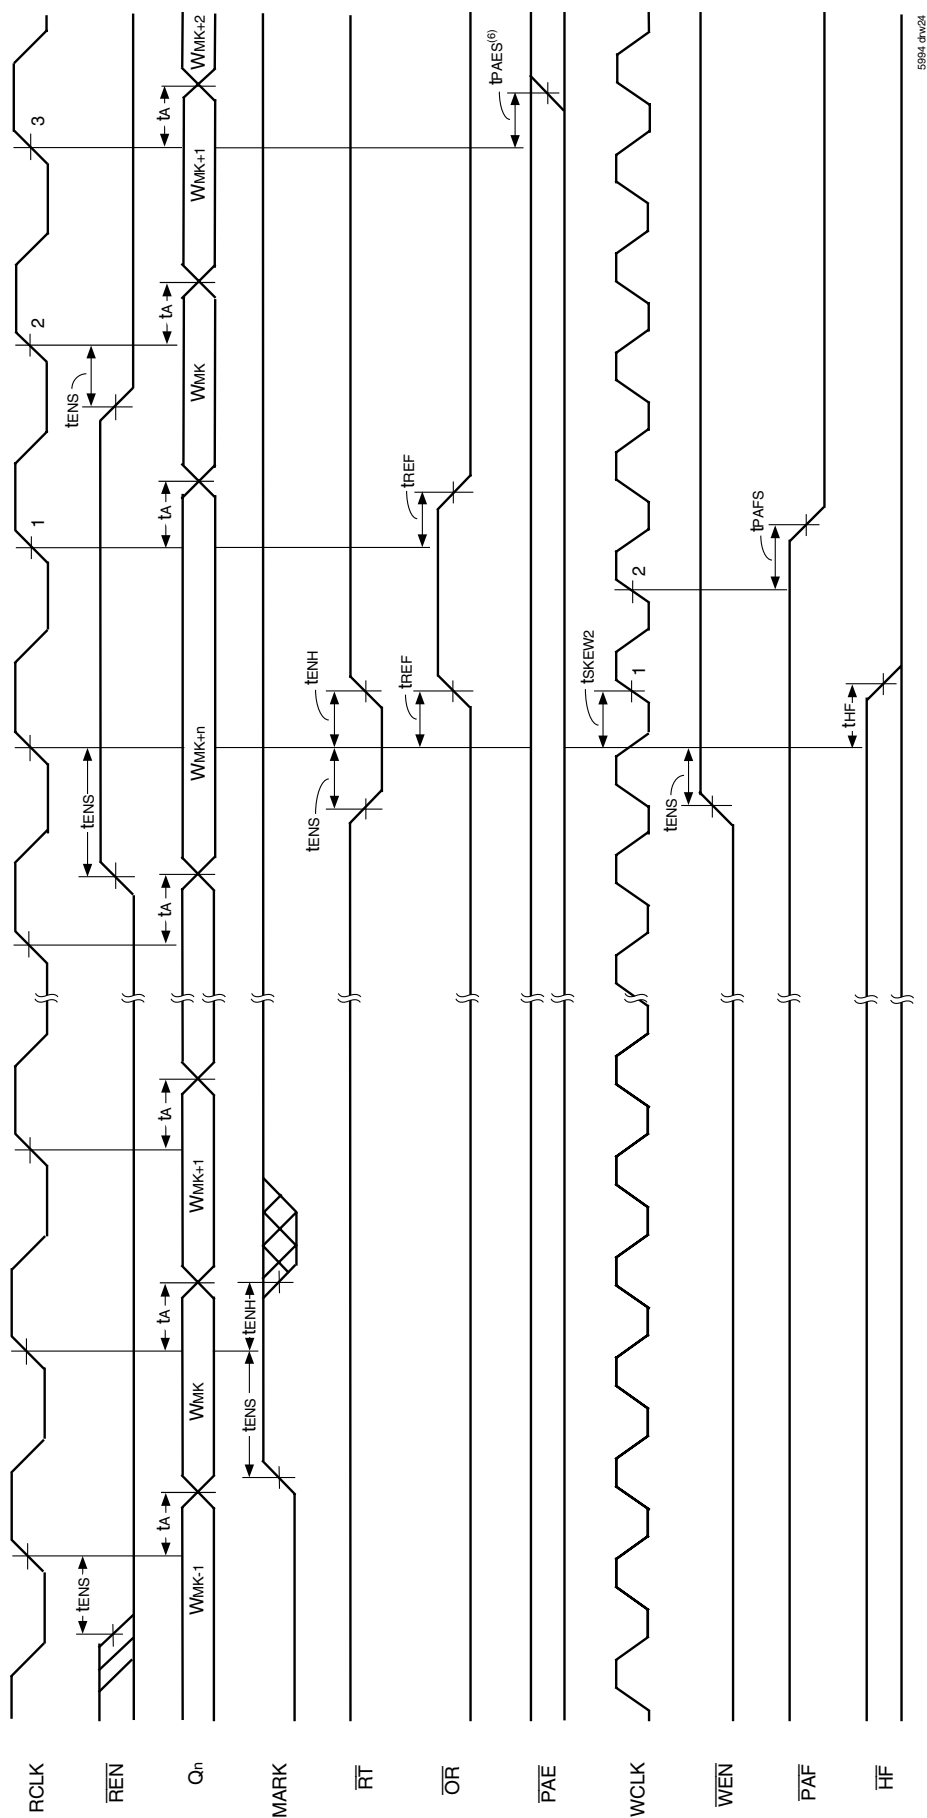 RCLK 1 2 3
REN tENS tENS tENS
Qn WMK-1 tA WMK tA WMK+1 tA tA WMK+n tA WMK tA WMK+1 tA WMK+2
MARK tENS tENH
RT tENS tENH
OR tREF tREF
PAE tPAES(6)
WCLK tSKEW2 1 2
WEN tENS
PAF tPAFS
HF tHF
5994 drw24